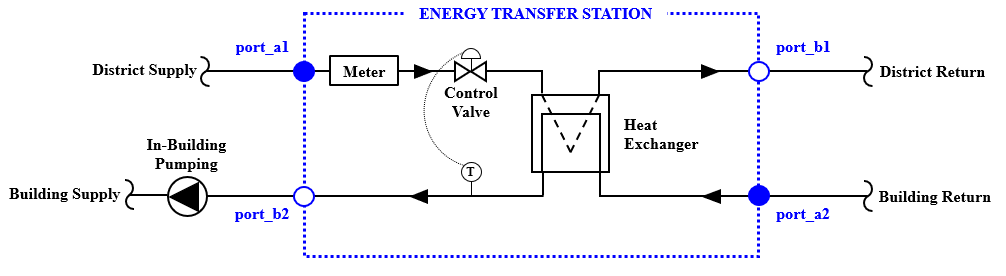 ENERGY TRANSFER STATION
port_a1
port_b1
District Supply
Meter
District Return
Control
Valve
Heat
Exchanger
In-Building
Pumping
T
Building Supply
Building Return
port_b2
port_a2